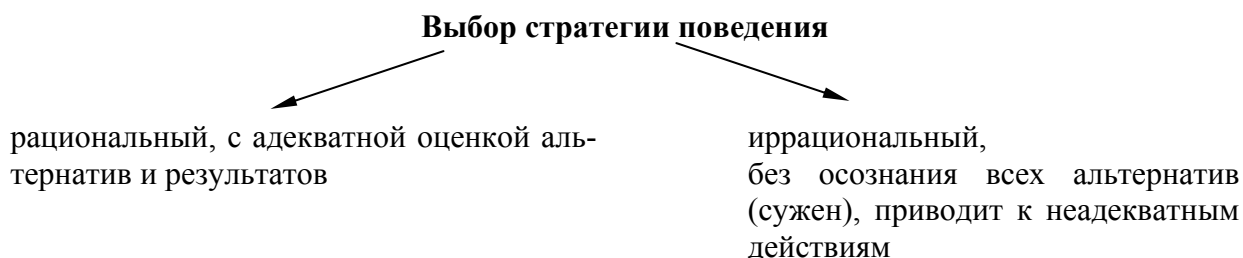 Выбор стратегии поведения
рациональный, с адекватной оценкой аль-
тернатив и результатов
иррациональный,
без осознания всех альтернатив
(сужен), приводит к неадекватным
действиям